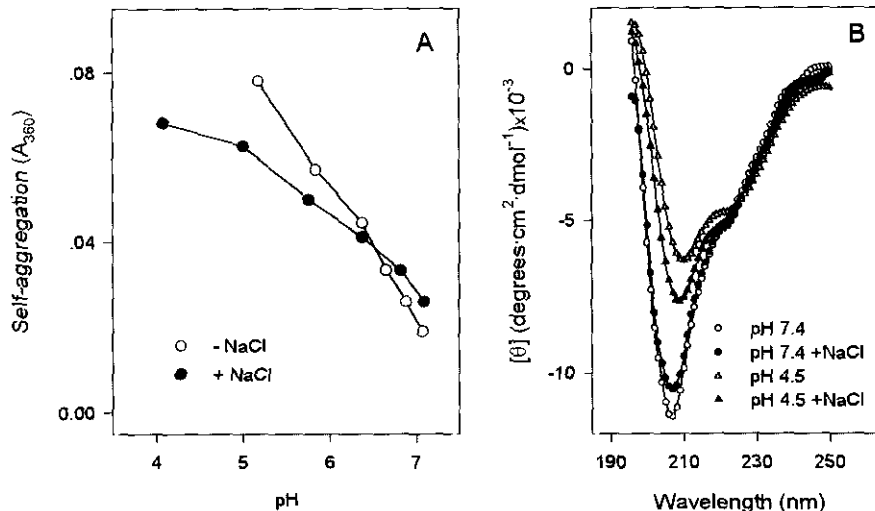 A
Self-aggregation (A360)
.08
.04
0.00
- NaCl
+ NaCl
4 5 6 7
pH
B
[θ] (degrees·cm²·dmol⁻¹)x10⁻³
0
-5
-10
pH 7.4
pH 7.4 +NaCl
pH 4.5
pH 4.5 +NaCl
190 210 230 250
Wavelength (nm)